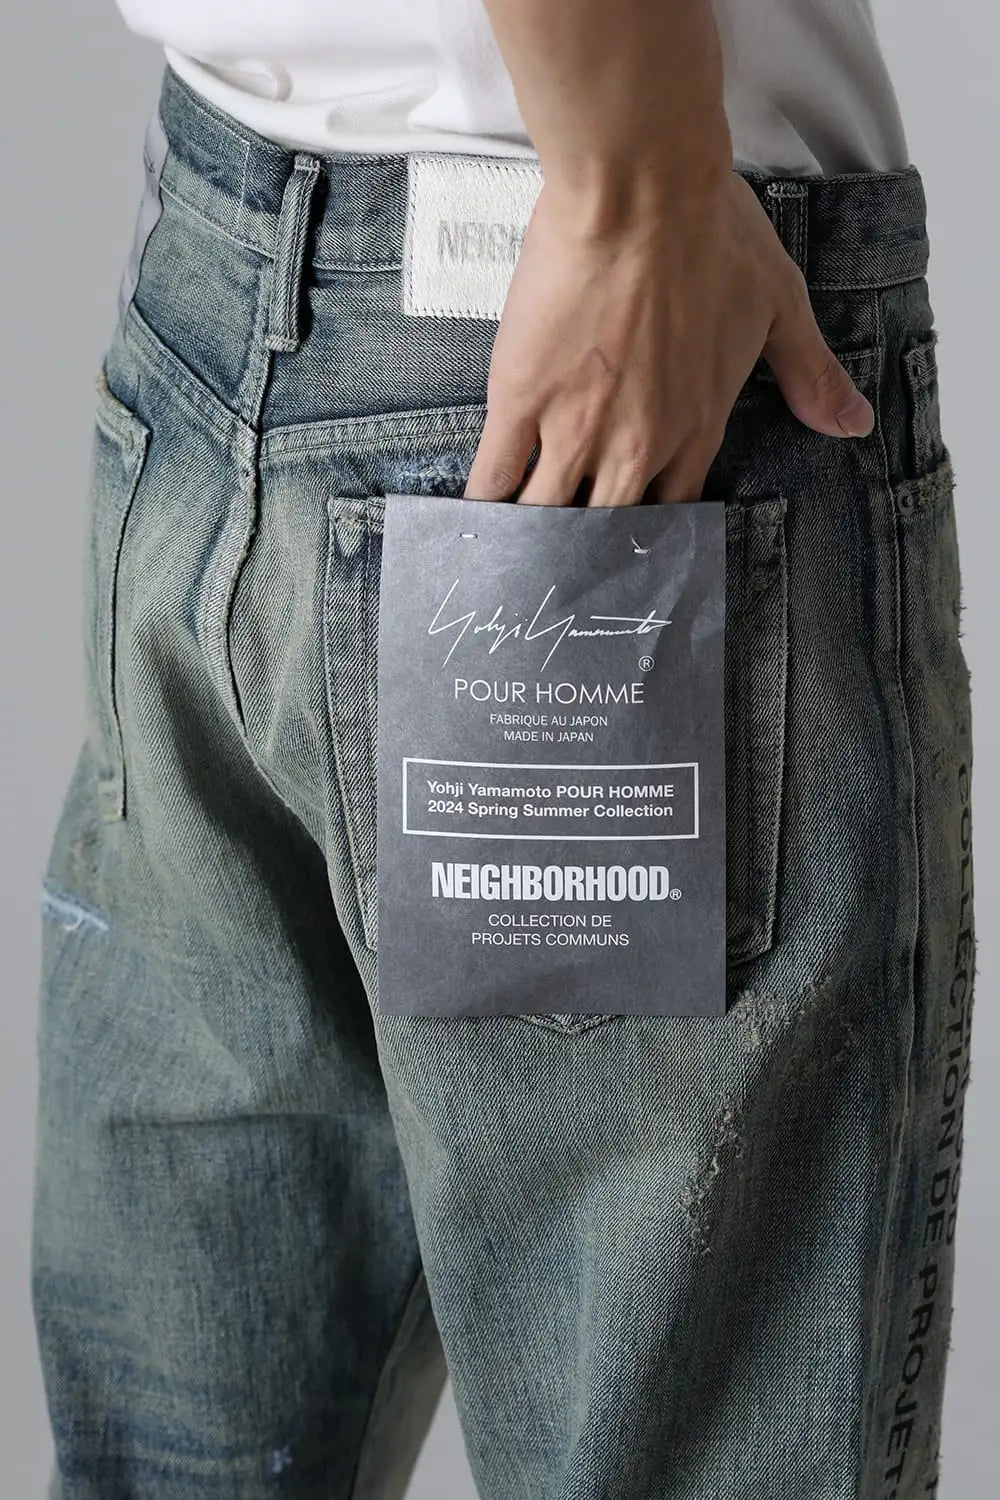 NEIGH
Yohji Yamamoto
®
POUR HOMME
FABRIQUE AU JAPON
MADE IN JAPAN
Yohji Yamamoto POUR HOMME
2024 Spring Summer Collection
NEIGHBORHOOD®
COLLECTION DE
PROJETS COMMUNS
COLLECTION DE PROJETS